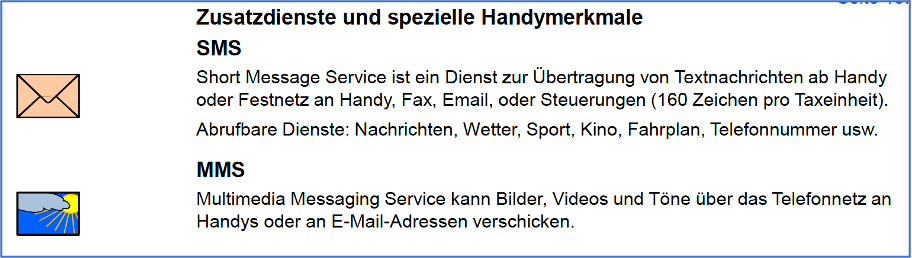 Zusatzdienste und spezielle Handymerkmale
SMS
Short Message Service ist ein Dienst zur Übertragung von Textnachrichten ab Handy
oder Festnetz an Handy, Fax, Email, oder Steuerungen (160 Zeichen pro Taxeinheit).
Abrufbare Dienste: Nachrichten, Wetter, Sport, Kino, Fahrplan, Telefonnummer usw.
MMS
Multimedia Messaging Service kann Bilder, Videos und Töne über das Telefonnetz an
Handys oder an E-Mail-Adressen verschicken.